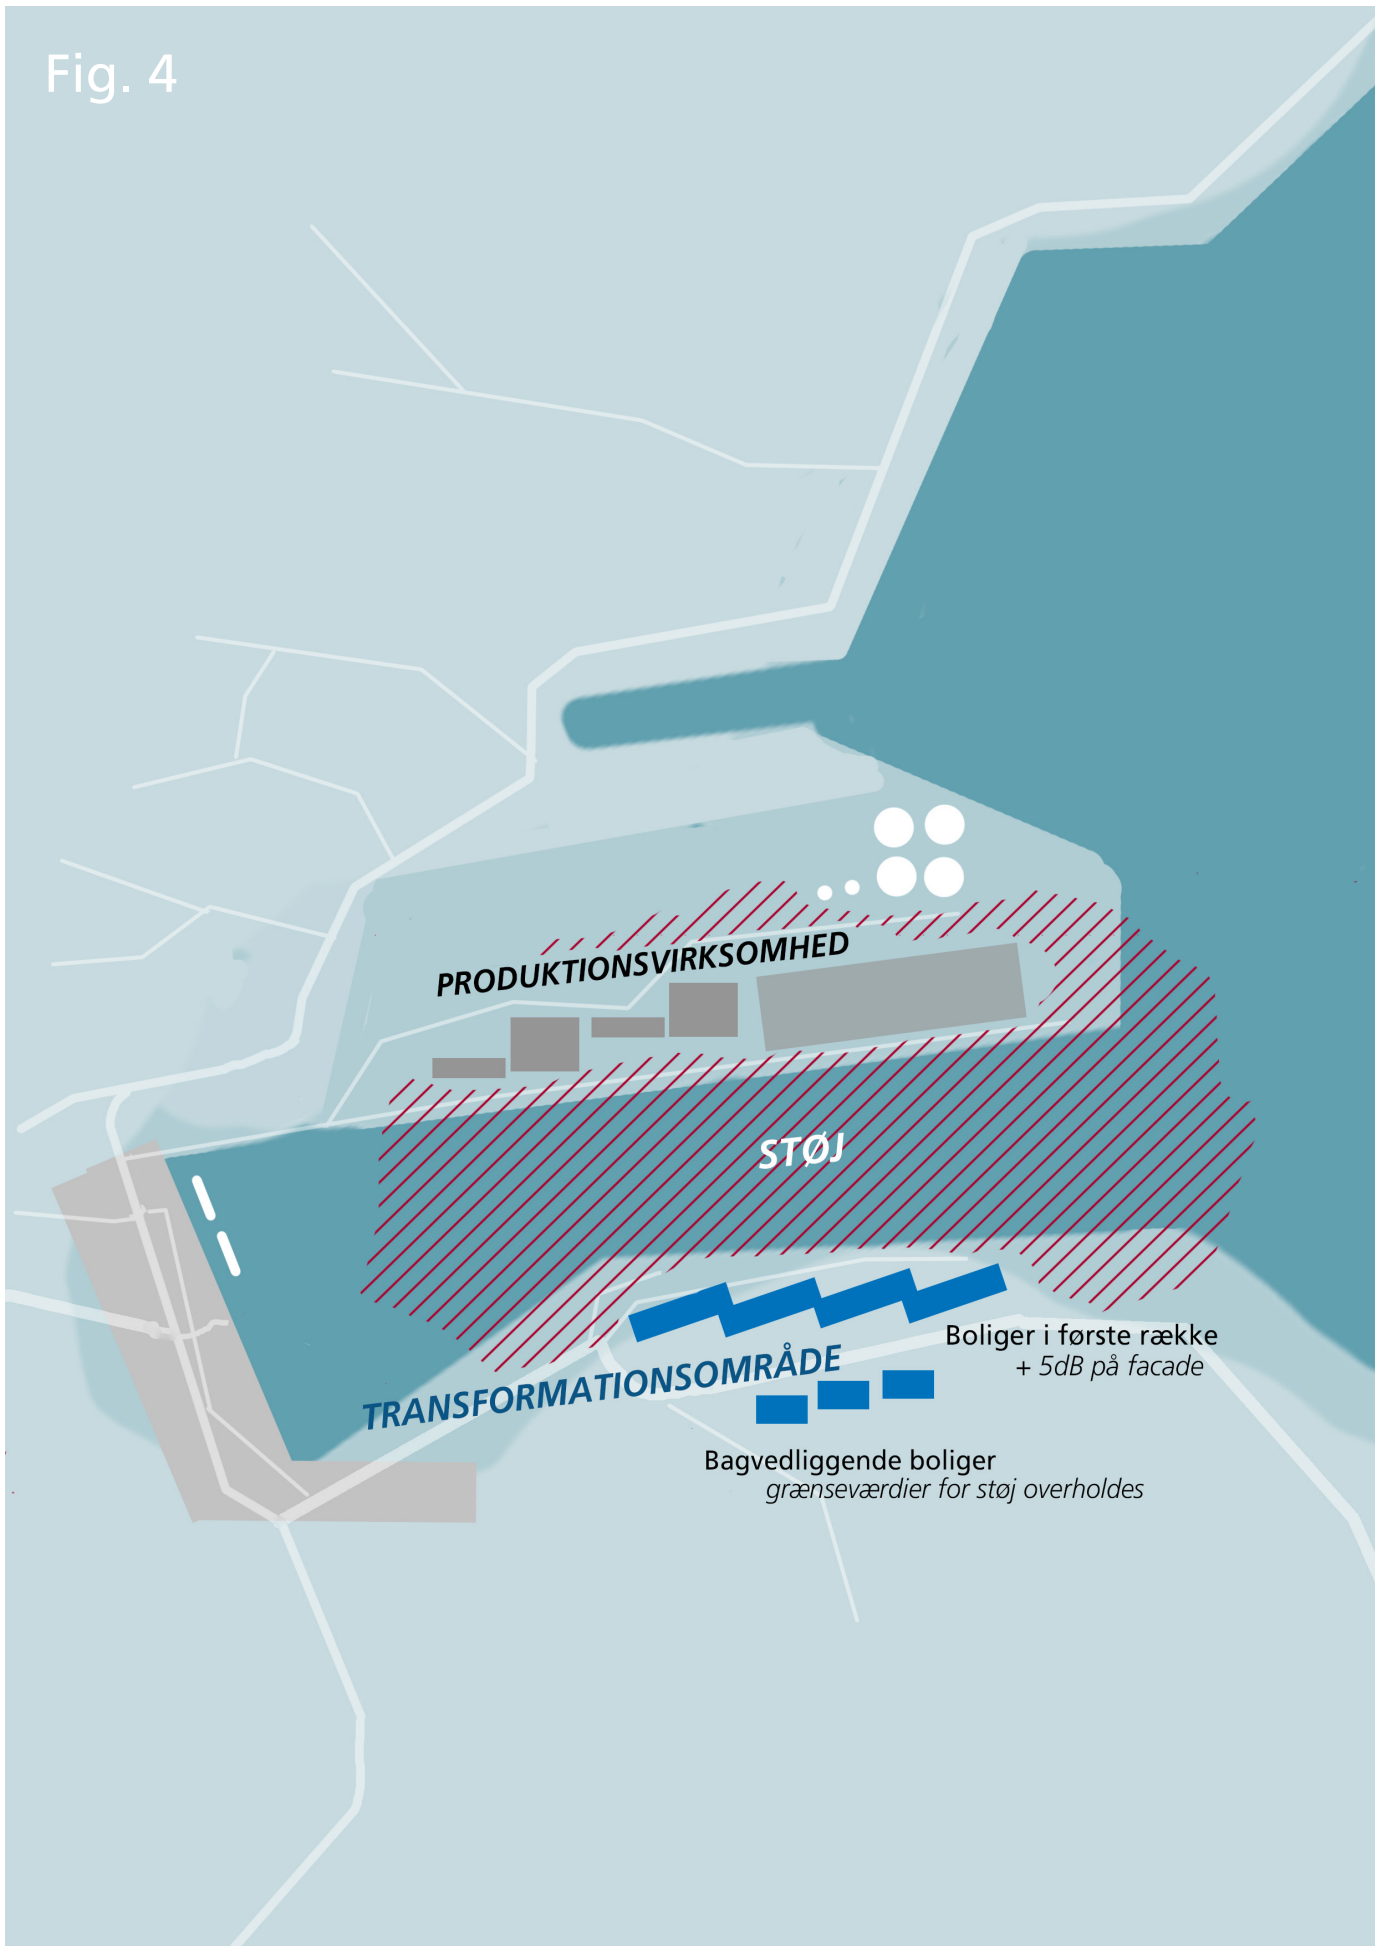 Fig. 4
PRODUKTIONSVIRKSOMHED
STØJ
Boliger i første række
+ 5dB på facade
TRANSFORMATIONSOMRÅDE
Bagvedliggende boliger
grænseværdier for støj overholdes